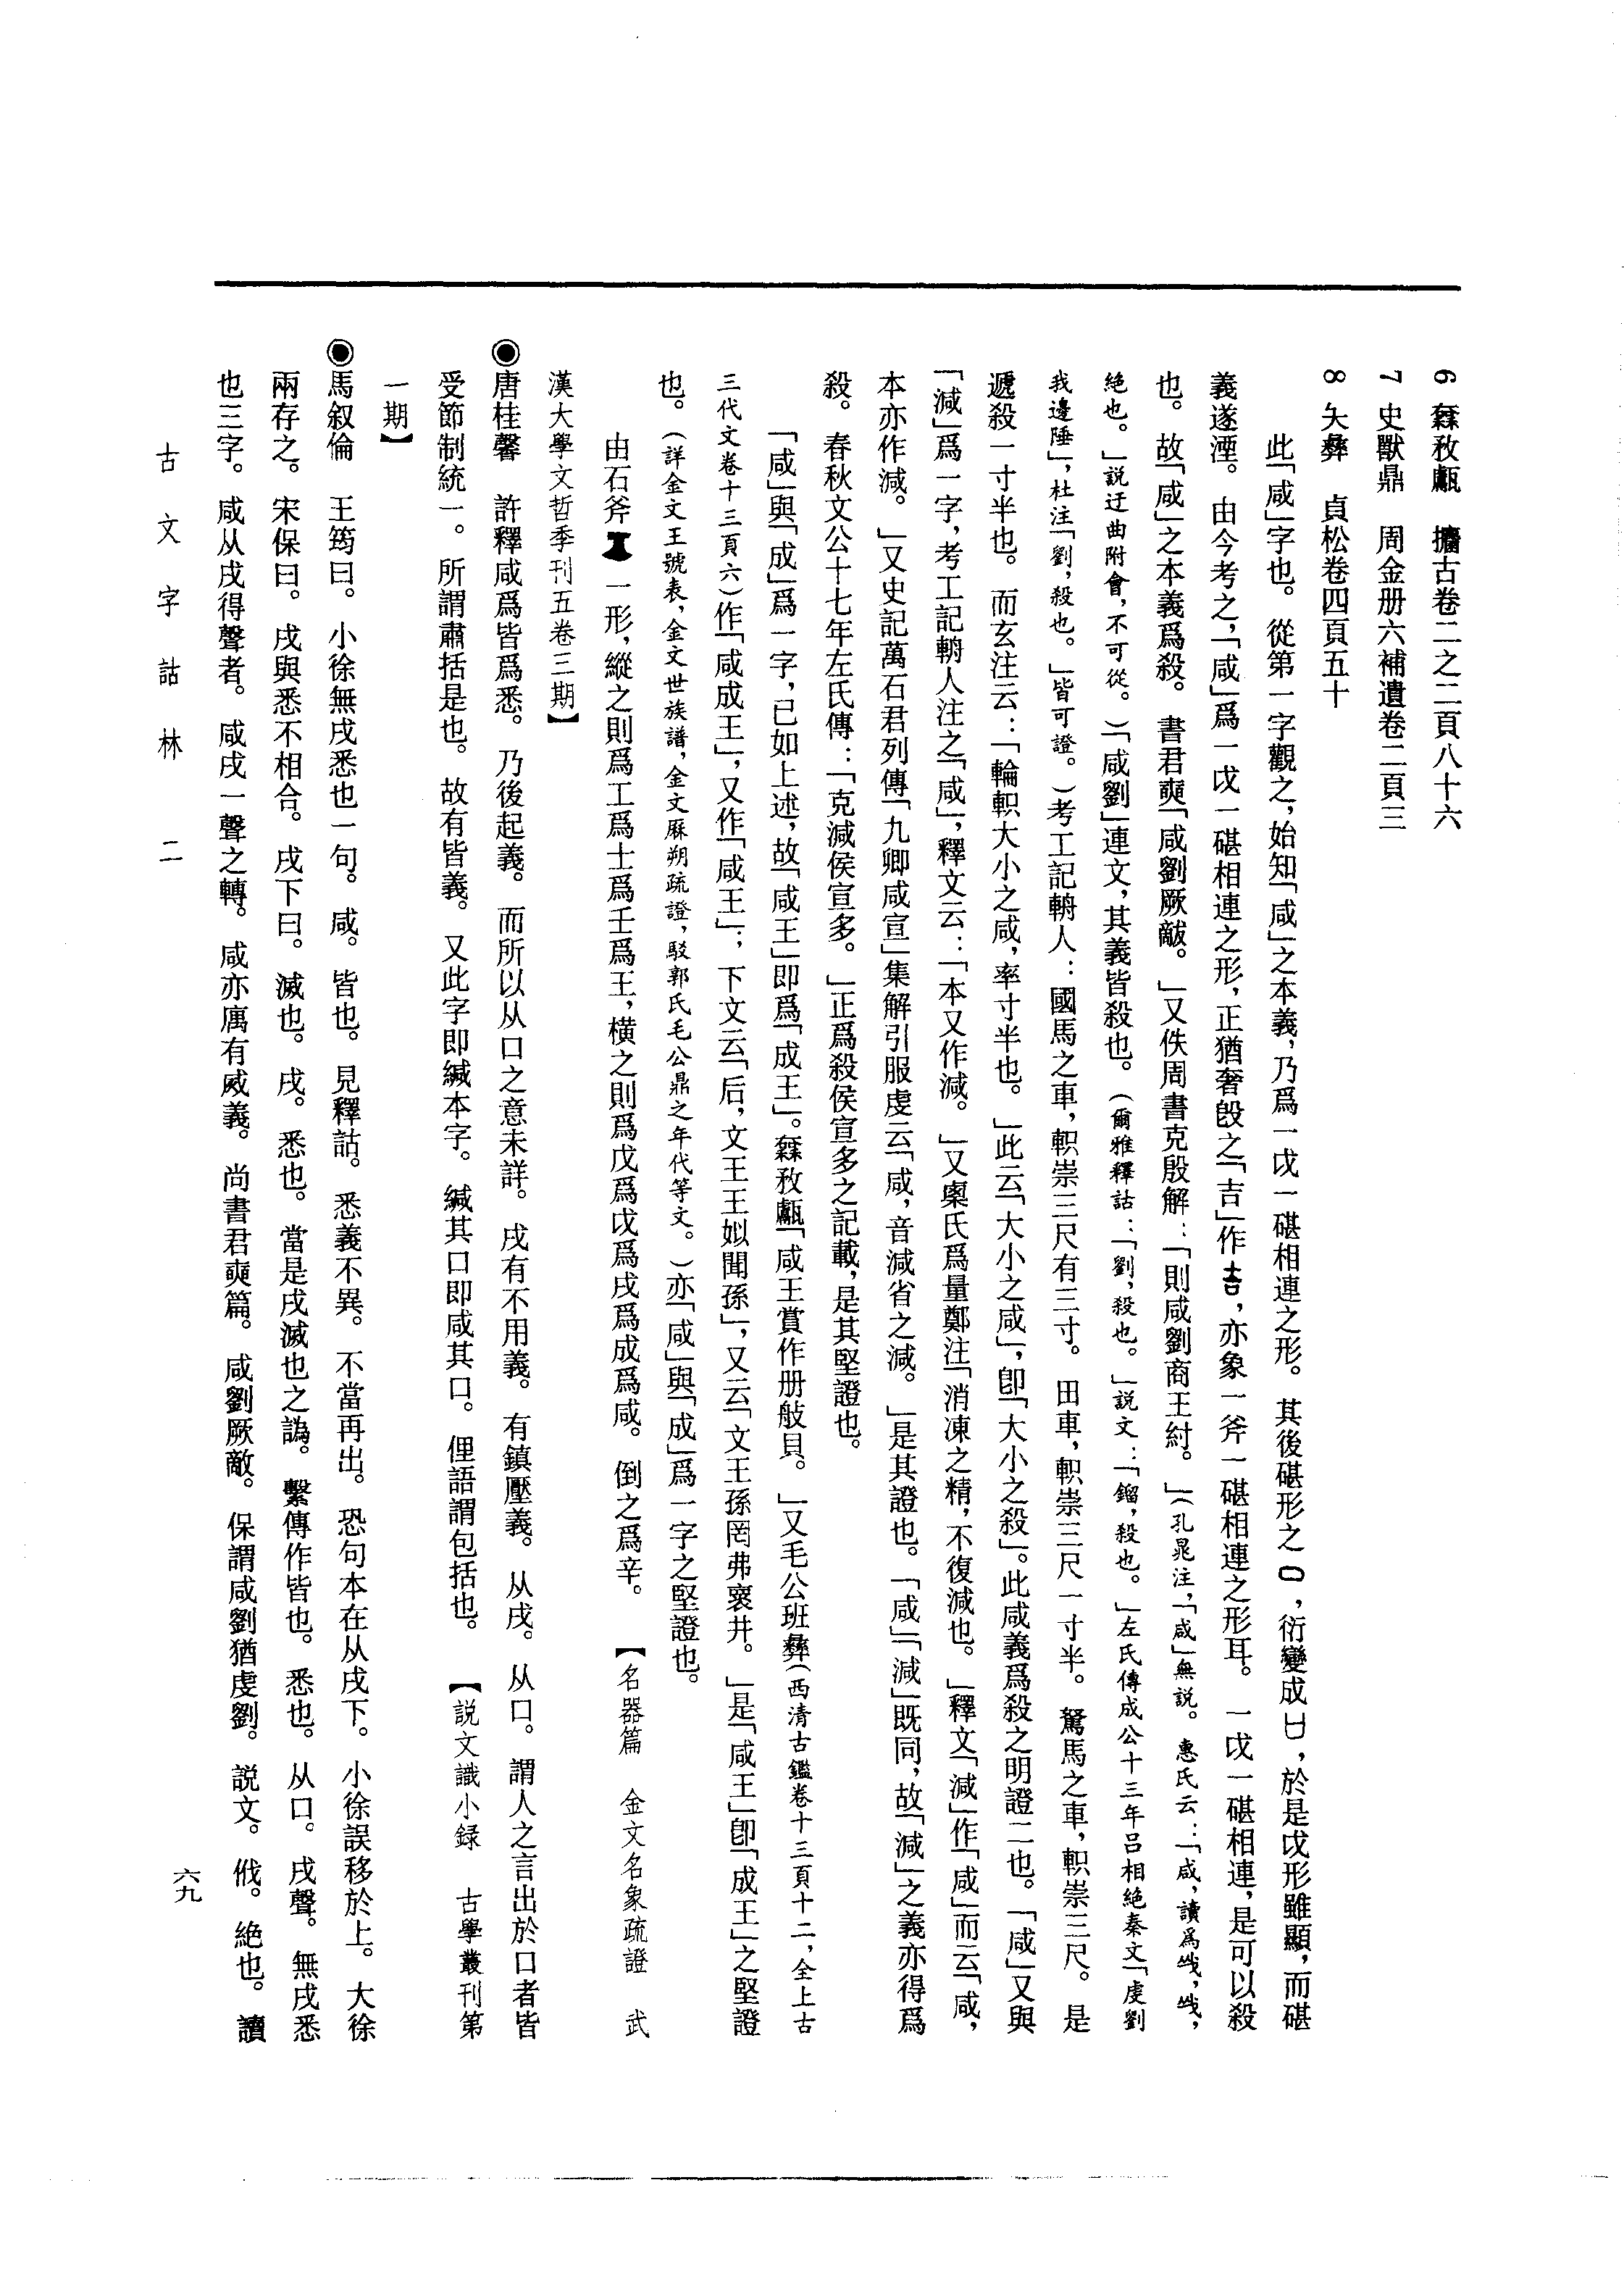 6 㝬敄甗　攟古卷二之二頁八十六
7 史獸鼎　周金册六補遺卷二頁三
8 夨彝　貞松卷四頁五十
此「咸」字也。從第一字觀之，始知「咸」之本義，乃爲一戉一碪相連之形。其後碪形之，衍變成，於是戉形雖顯，而碪
義遂湮。由今考之，「咸」爲一戉一碪相連之形，正猶奢𣪘之「吉」作，亦象一斧一碪相連之形耳。一戉一碪相連，是可以殺
也。故「咸」之本義爲殺。書君奭「咸劉厥敵。」又佚周書克殷解：「則咸劉商王紂。」（孔晁注，「咸」無説。惠氏云：「咸，讀爲㦰，㦰，
絶也。」説迂曲附會，不可從。）「咸劉」連文，其義皆殺也。（爾雅釋詁：「劉，殺也。」説文：「鎦，殺也。」左氏傳成公十三年吕相絶秦文「虔劉
我邊陲」，杜注「劉，殺也。」皆可證。）考工記輈人：國馬之車，軹崇三尺有三寸。田車，軹崇三尺一寸半。駑馬之車，軹崇三尺。是
遞殺一寸半也。而玄注云：「輪軹大小之咸，率寸半也。」此云「大小之咸」，卽「大小之殺」。此咸義爲殺之明證二也。「咸」又與
「減」爲一字，考工記輈人注之「咸」，釋文云：「本又作減。」又㮚氏爲量鄭注「消凍之精，不復減也。」釋文「減」作「咸」而云「咸，
本亦作減。」又史記萬石君列傳「九卿咸宣」集解引服虔云「咸，音減省之減。」是其證也。「咸」「減」既同，故「減」之義亦得爲
殺。春秋文公十七年左氏傳：「克減侯宣多。」正爲殺侯宣多之記載，是其堅證也。
「咸」與「成」爲一字，已如上述，故「咸王」即爲「成王」。㝬敄甗「咸王賞作册般貝。」又毛公班彝（西清古鑑卷十三頁十二，全上古
三代文卷十三頁六）作「咸成王」，又作「咸王」；下文云「后，文王王姒聞孫」，又云「文王孫罔弗褱井。」是「咸王」卽「成王」之堅證
也。（詳金文王號表，金文世族譜，金文厤朔疏證，駁郭氏毛公鼎之年代等文。）亦「咸」與「成」爲一字之堅證也。
由石斧一形，縱之則爲工爲士爲壬爲王，横之則爲戊爲戉爲戌爲成爲咸。倒之爲辛。【名器篇　金文名象疏證　武
漢大學文哲季刊五卷三期】
◉唐桂馨　許釋咸爲皆爲悉。乃後起義。而所以从口之意未詳。戌有不用義。有鎮壓義。从戌。从口。謂人之言出於口者皆
受節制統一。所謂肅括是也。故有皆義。又此字即緘本字。緘其口即咸其口。俚語謂包括也。【説文識小録　古學叢刊第
一期】
◉馬叙倫　王筠曰。小徐無戌悉也一句。咸。皆也。見釋詁。悉義不異。不當再出。恐句本在从戌下。小徐誤移於上。大徐
兩存之。宋保曰。戌與悉不相合。戌下曰。滅也。戌。悉也。當是戌滅也之譌。繫傳作皆也。悉也。从口。戌聲。無戌悉
也三字。咸从戌得聲者。咸戌一聲之轉。咸亦寓有烕義。尚書君奭篇。咸劉厥敵。保謂咸劉猶虔劉。説文。㦰。絶也。讀
古文字詁林　二
六九